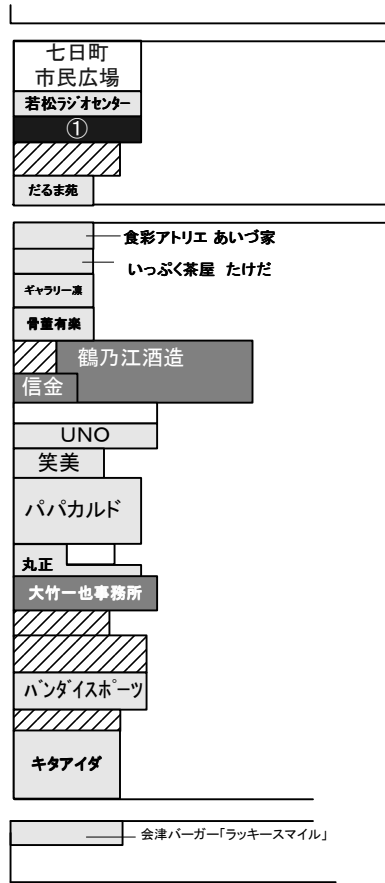 七日町
市民広場
若松ラジオセンター
①
だるま苑
食彩アトリエ あいづ家
いっぷく茶屋 たけだ
ギャラリー凛
骨董有楽
鶴乃江酒造
信金
UNO
笑美
パパカルド
丸正
大竹一也事務所
バンダイスポーツ
キタアイダ
会津バーガー「ラッキースマイル」